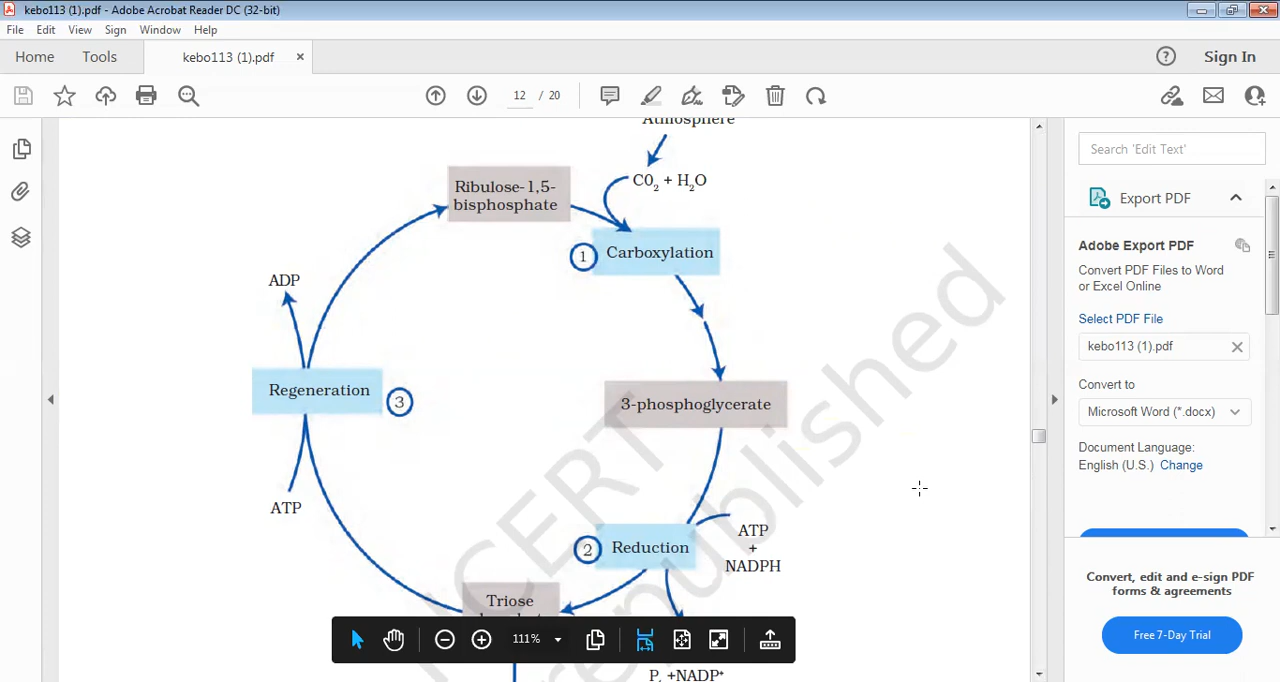 kebo113 (1).pdf - Adobe Acrobat Reader DC (32-bit)
File Edit View Sign Window Help
Home Tools kebo113 (1).pdf × Sign In
12 / 20
Atmosphere
C0₂ + H₂O
Ribulose-1,5-
bisphosphate
1 Carboxylation
ADP
Regeneration 3
3-phosphoglycerate
ATP
2 Reduction
ATP
+
NADPH
Triose
Pᵢ +NADP⁺
NCERT
republished
111%
Search 'Edit Text'
Export PDF
Adobe Export PDF
Convert PDF Files to Word
or Excel Online
Select PDF File
kebo113 (1).pdf
Convert to
Microsoft Word (*.docx)
Document Language:
English (U.S.) Change
Convert, edit and e-sign PDF
forms & agreements
Free 7-Day Trial